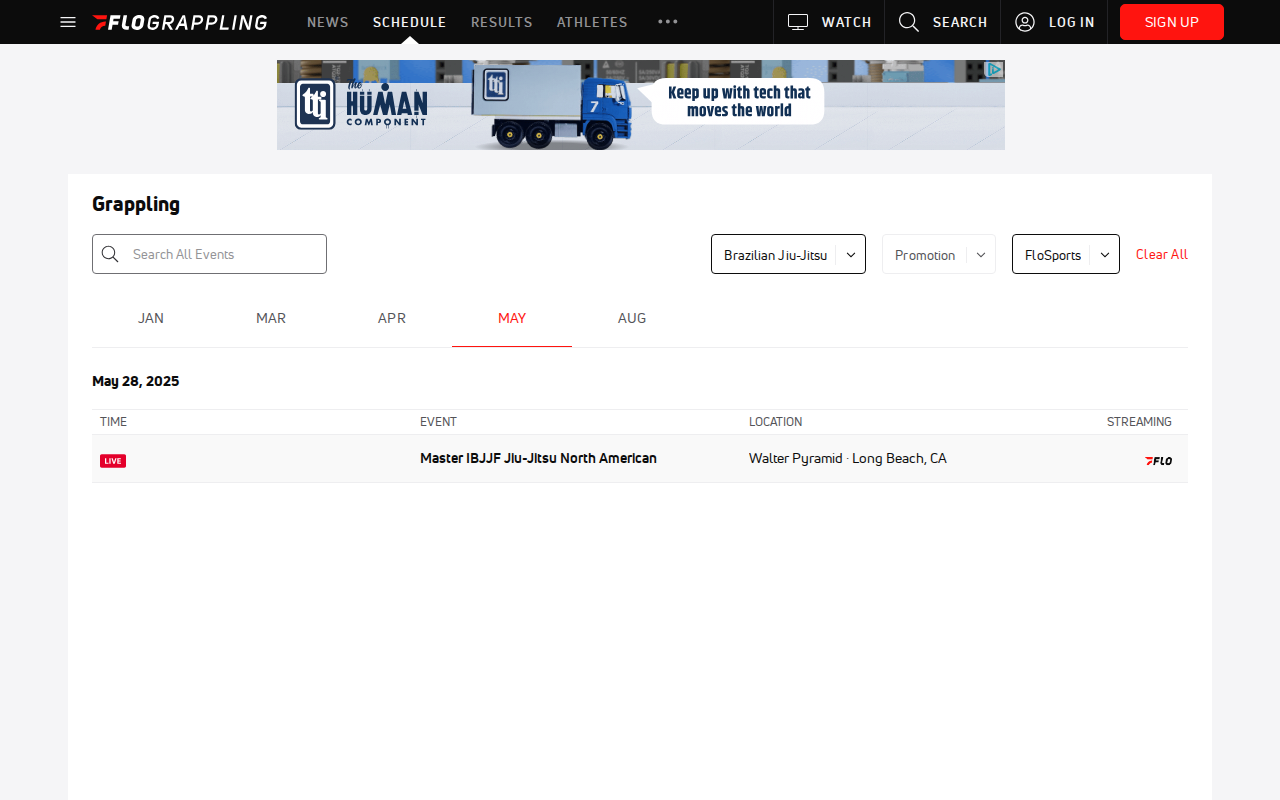 FLOGRAPPLING NEWS SCHEDULE RESULTS ATHLETES WATCH SEARCH LOG IN SIGN UP
tti the HUMAN COMPONENT
tti
7
Keep up with tech that
moves the world
Grappling
Search All Events Brazilian Jiu-Jitsu Promotion FloSports Clear All
JAN MAR APR MAY AUG
May 28, 2025
TIME EVENT LOCATION STREAMING
LIVE Master IBJJF Jiu-Jitsu North American Walter Pyramid · Long Beach, CA FLO